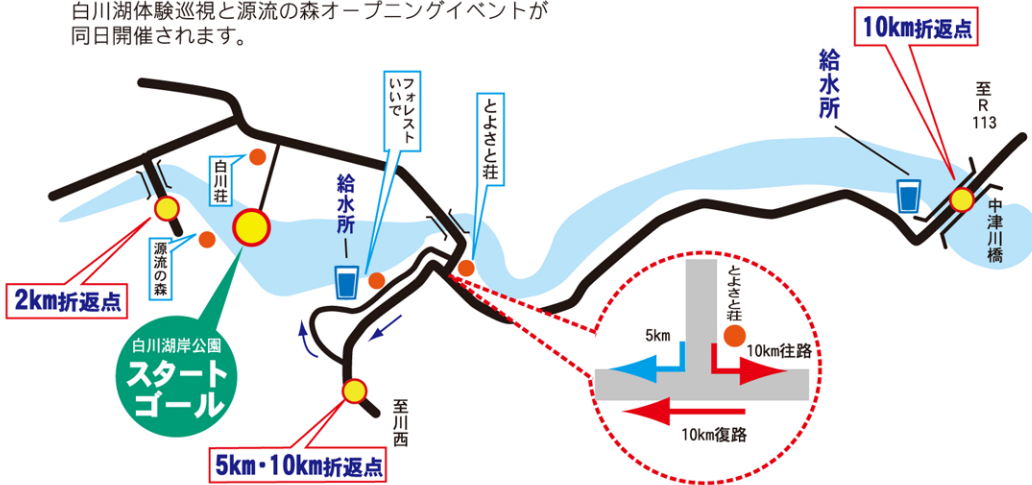 白川湖体験巡視と源流の森オープニングイベントが
同日開催されます。
10km折返点
給水所
至
R
113
フォレスト
いいで
とよさと荘
白川荘
給水所
中津川橋
源流の森
2km折返点
白川湖岸公園
スタート
ゴール
とよさと荘
5km
10km往路
10km復路
至川西
5km・10km折返点